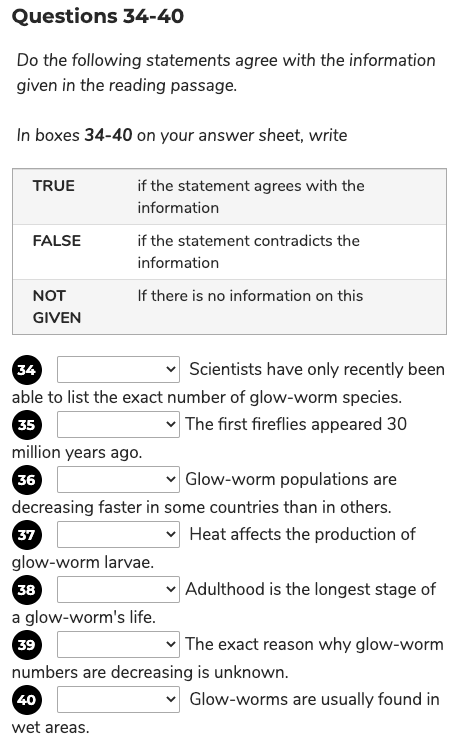 Questions 34-40
Do the following statements agree with the information
given in the reading passage.
In boxes 34-40 on your answer sheet, write
TRUE if the statement agrees with the
information
FALSE if the statement contradicts the
information
NOT If there is no information on this
GIVEN
34 Scientists have only recently been
able to list the exact number of glow-worm species.
35 The first fireflies appeared 30
million years ago.
36 Glow-worm populations are
decreasing faster in some countries than in others.
37 Heat affects the production of
glow-worm larvae.
38 Adulthood is the longest stage of
a glow-worm's life.
39 The exact reason why glow-worm
numbers are decreasing is unknown.
40 Glow-worms are usually found in
wet areas.